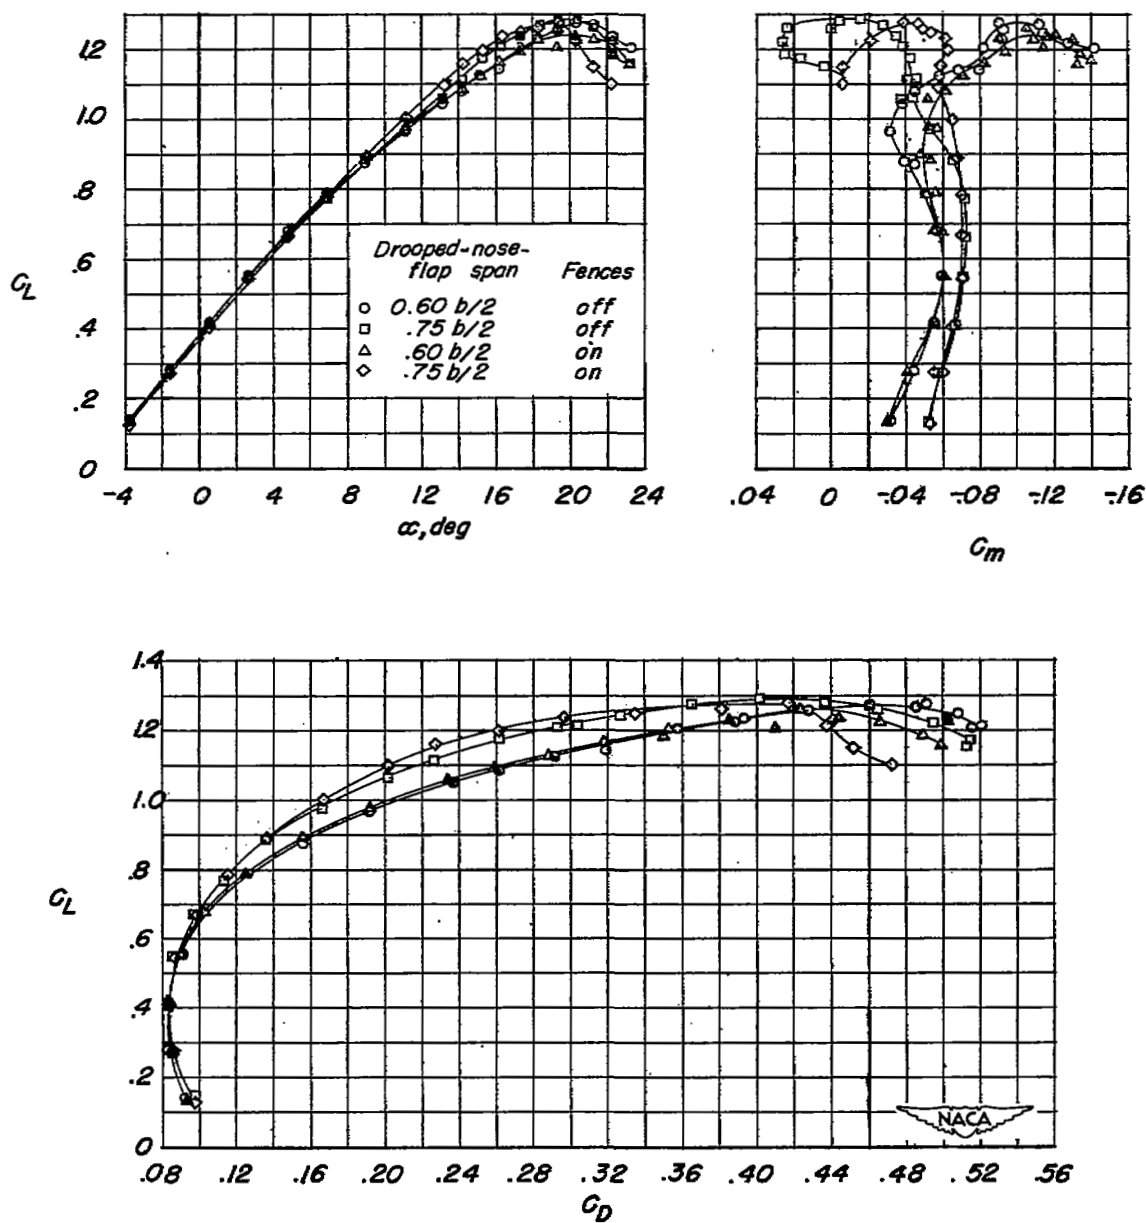 1.2
1.0
.8
.6
.4
.2
0
C_L
-4 0 4 8 12 16 20 24
α, deg
Drooped-nose-
flap span Fences
○ 0.60 b/2 off
□ .75 b/2 off
△ .60 b/2 on
◇ .75 b/2 on
.04 0 -.04 -.08 -.12 -.16
C_m
1.4
1.2
1.0
.8
.6
.4
.2
0
C_L
NACA
.08 .12 .16 .20 .24 .28 .32 .36 .40 .44 .48 .52 .56
C_D